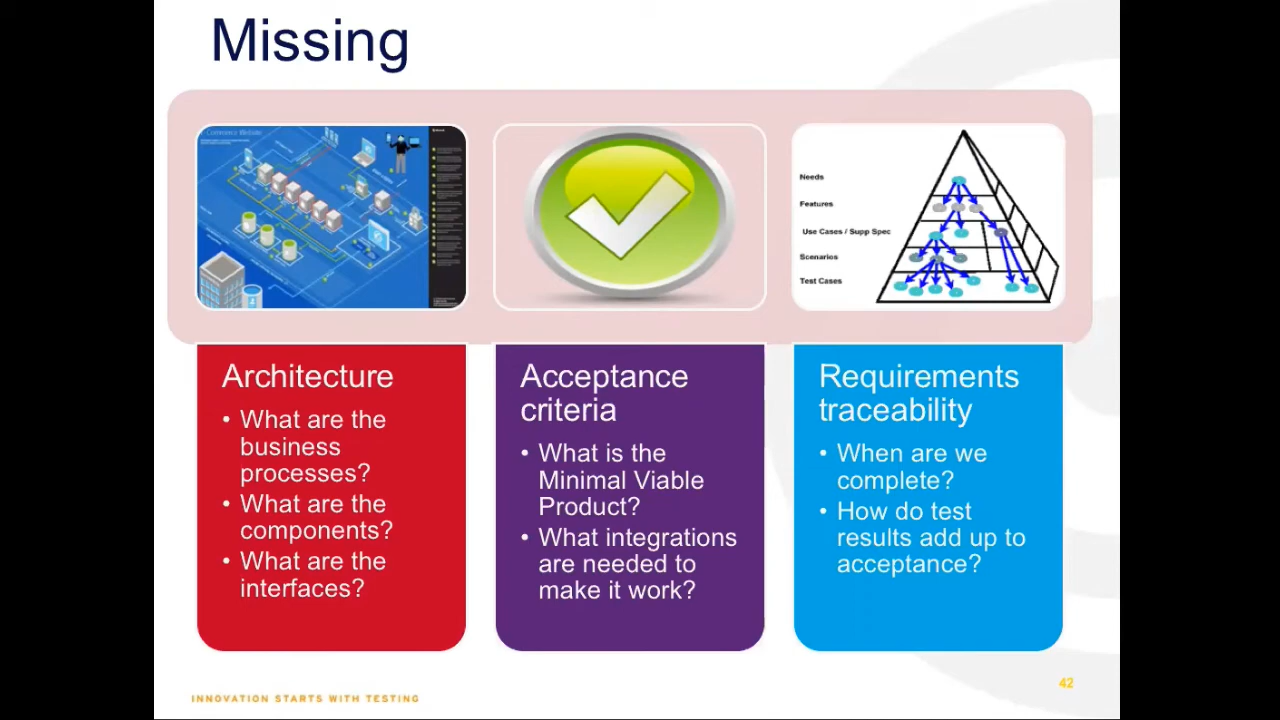 Missing
Commerce Website
Needs
Features
Use Cases / Supp Spec
Scenarios
Test Cases
Architecture
• What are the
business
processes?
• What are the
components?
• What are the
interfaces?
Acceptance
criteria
• What is the
Minimal Viable
Product?
• What integrations
are needed to
make it work?
Requirements
traceability
• When are we
complete?
• How do test
results add up to
acceptance?
INNOVATION STARTS WITH TESTING
42